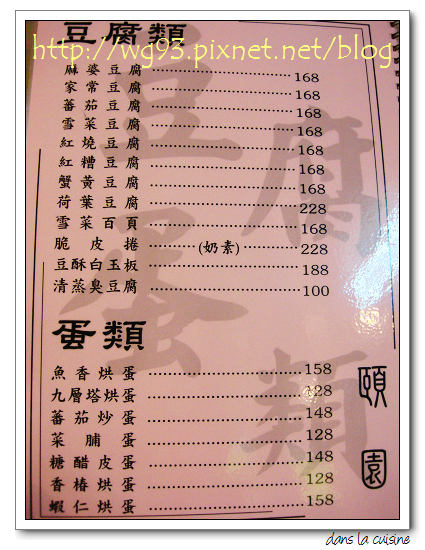 豆腐類
http://wg93.pixnet.net/blog
麻婆豆腐 168
家常豆腐 168
蕃茄豆腐 168
雪菜豆腐 168
紅燒豆腐 168
紅糟豆腐 168
蟹黃豆腐 168
荷葉豆腐 228
雪菜百頁 168
脆皮捲 (奶素) 228
豆酥白玉板 188
清蒸臭豆腐 100
蛋類
魚香烘蛋 158
九層塔烘蛋 128
蕃茄炒蛋 148
菜脯蛋 128
糖醋皮蛋 148
香椿烘蛋 128
蝦仁烘蛋 158
頤園
豆腐
蛋類
dans la cuisine